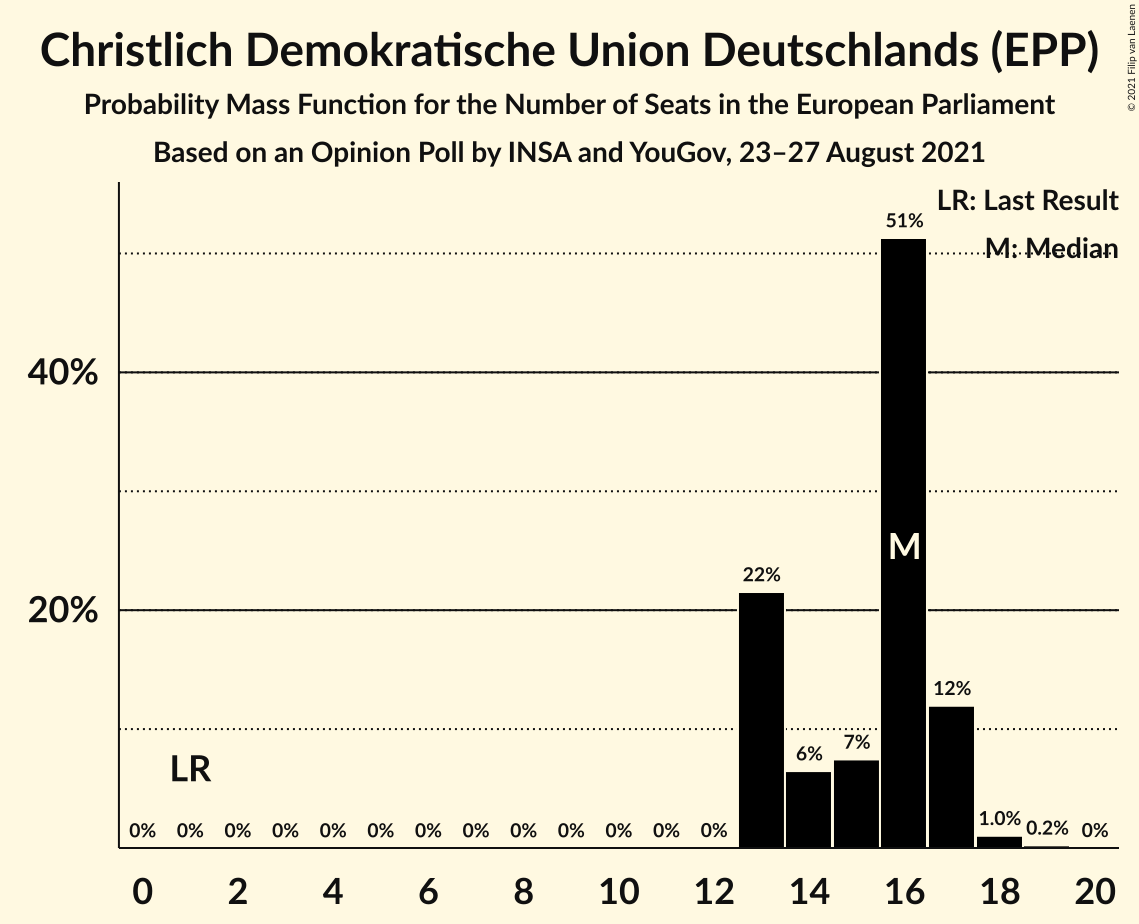 Christlich Demokratische Union Deutschlands (EPP)
Probability Mass Function for the Number of Seats in the European Parliament
Based on an Opinion Poll by INSA and YouGov, 23–27 August 2021
© 2021 Filip van Laenen
LR: Last Result
M: Median
51%
40%
M
22%
20%
12%
7%
6%
LR
1.0%
0.2%
0% 0% 0% 0% 0% 0% 0% 0% 0% 0% 0% 0% 0% 0%
0 2 4 6 8 10 12 14 16 18 20